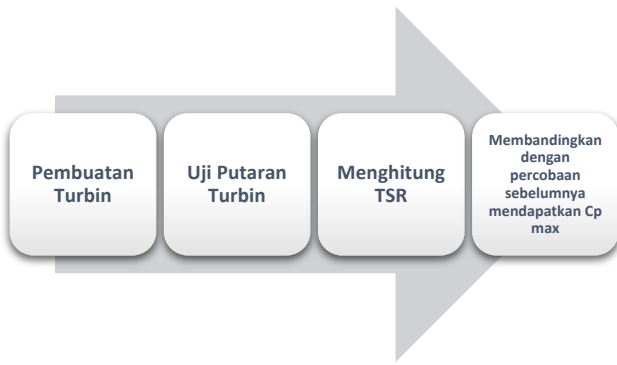 Pembuatan
Turbin
Uji Putaran
Turbin
Menghitung
TSR
Membandingkan
dengan
percobaan
sebelumnya
mendapatkan Cp
max